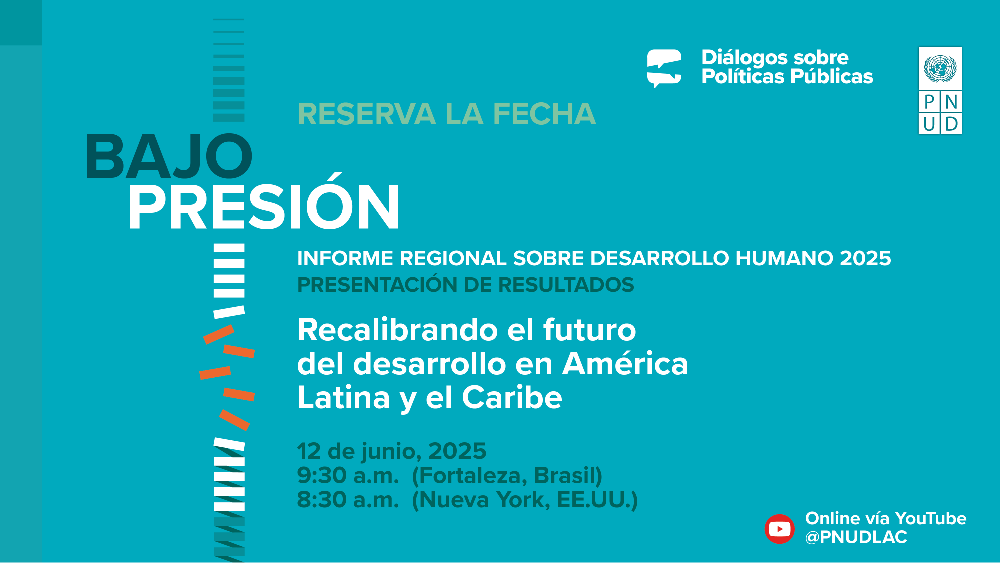 Diálogos sobre
Políticas Públicas
PN
UD
RESERVA LA FECHA
BAJO
PRESIÓN
INFORME REGIONAL SOBRE DESARROLLO HUMANO 2025
PRESENTACIÓN DE RESULTADOS
Recalibrando el futuro
del desarrollo en América
Latina y el Caribe
12 de junio, 2025
9:30 a.m. (Fortaleza, Brasil)
8:30 a.m. (Nueva York, EE.UU.)
Online vía YouTube
@PNUDLAC